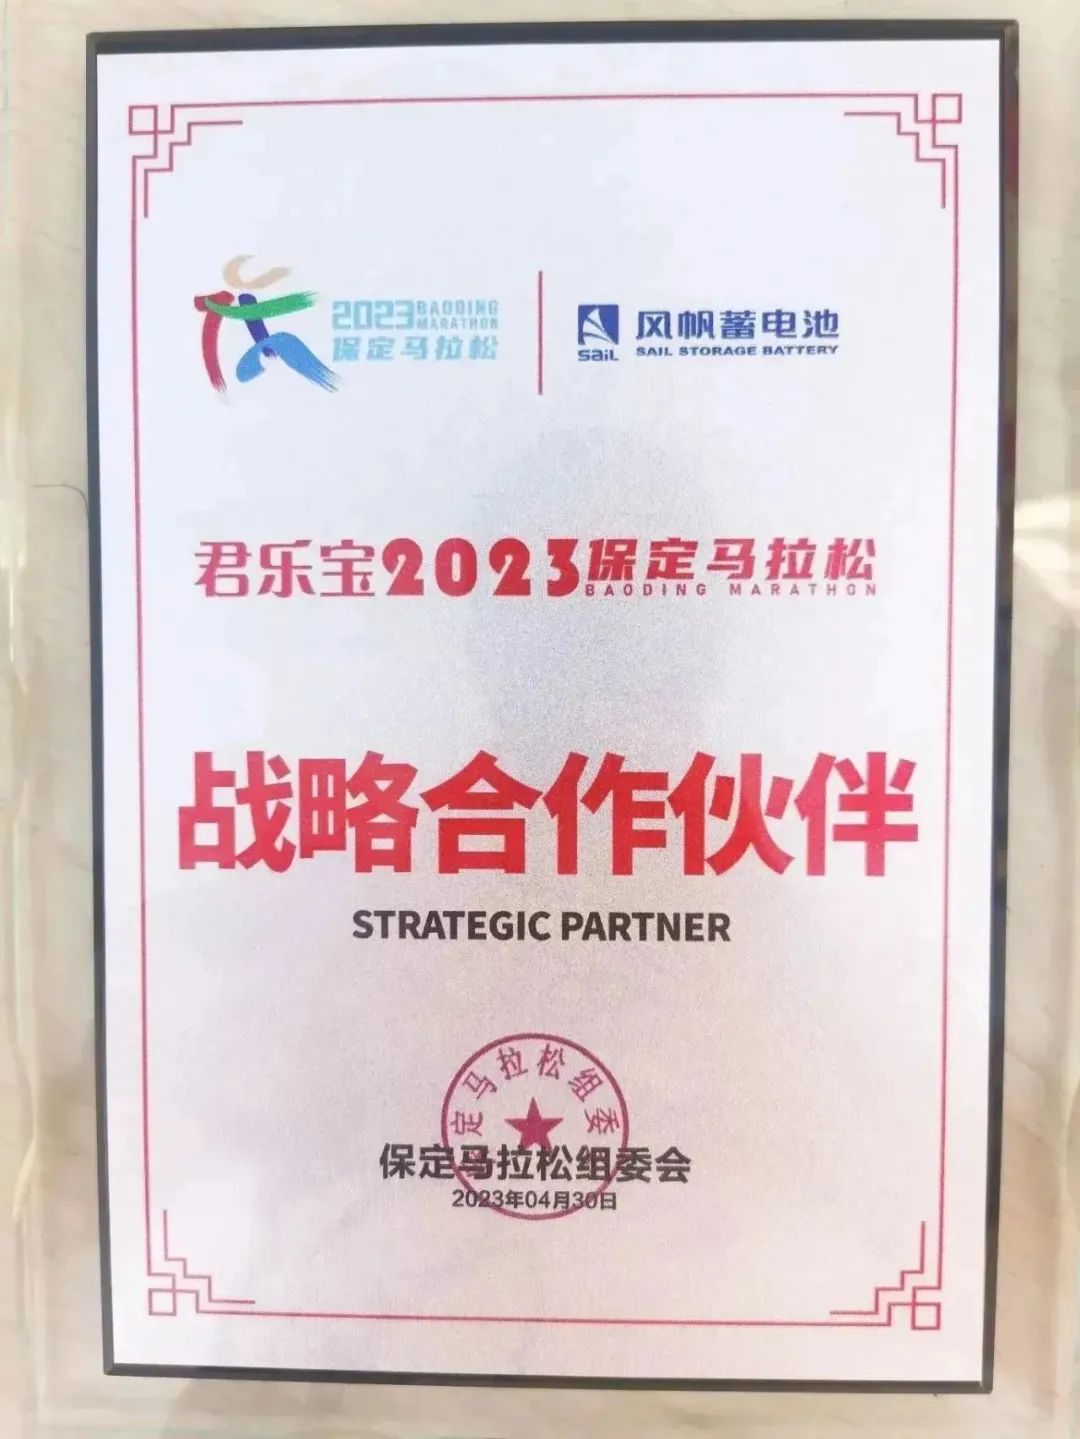 2023 BAODING MARATHON
保定马拉松
SAIL
风帆蓄电池
SAIL STORAGE BATTERY
君乐宝2023保定马拉松
BAODING MARATHON
战略合作伙伴
STRATEGIC PARTNER
定马拉松组委
保定马拉松组委会
2023年04月30日